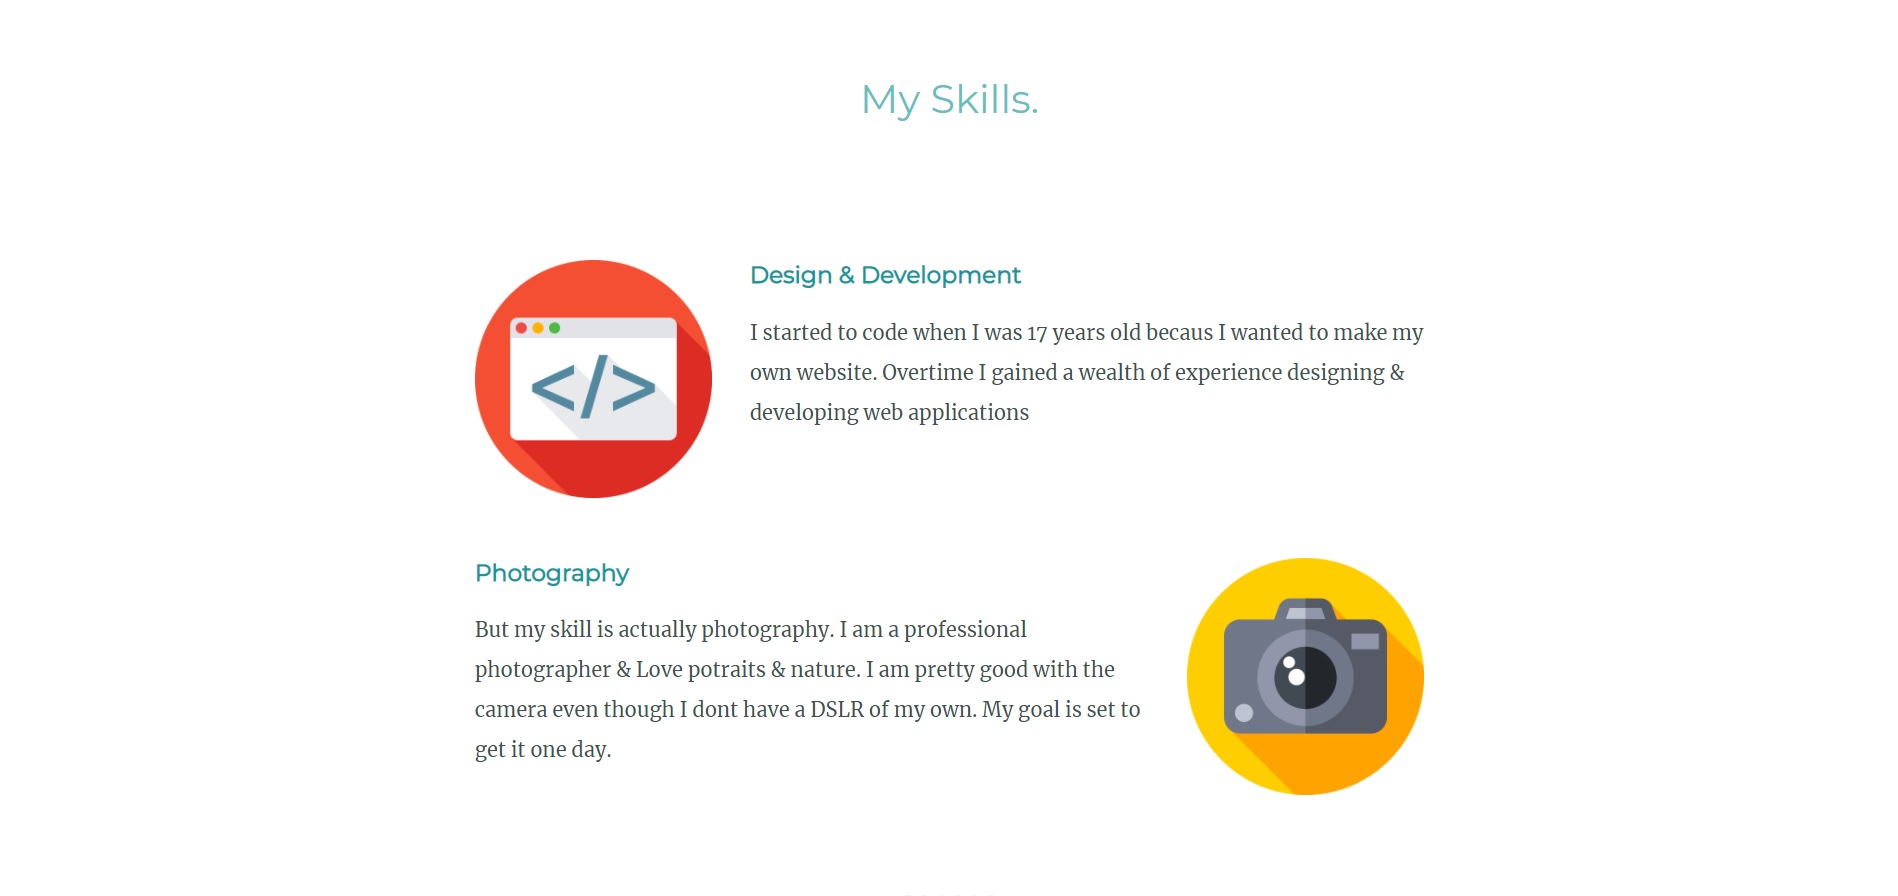 My Skills.
</>
Design & Development
I started to code when I was 17 years old becaus I wanted to make my
own website. Overtime I gained a wealth of experience designing &
developing web applications
Photography
But my skill is actually photography. I am a professional
photographer & Love potraits & nature. I am pretty good with the
camera even though I dont have a DSLR of my own. My goal is set to
get it one day.